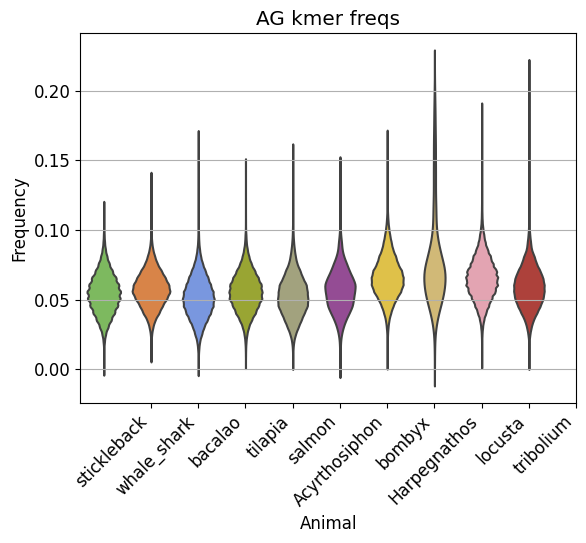 AG kmer freqs
Frequency
0.20
0.15
0.10
0.05
0.00
stickleback
whale_shark
bacalao
tilapia
salmon
Acyrthosiphon
bombyx
Harpegnathos
locusta
tribolium
Animal